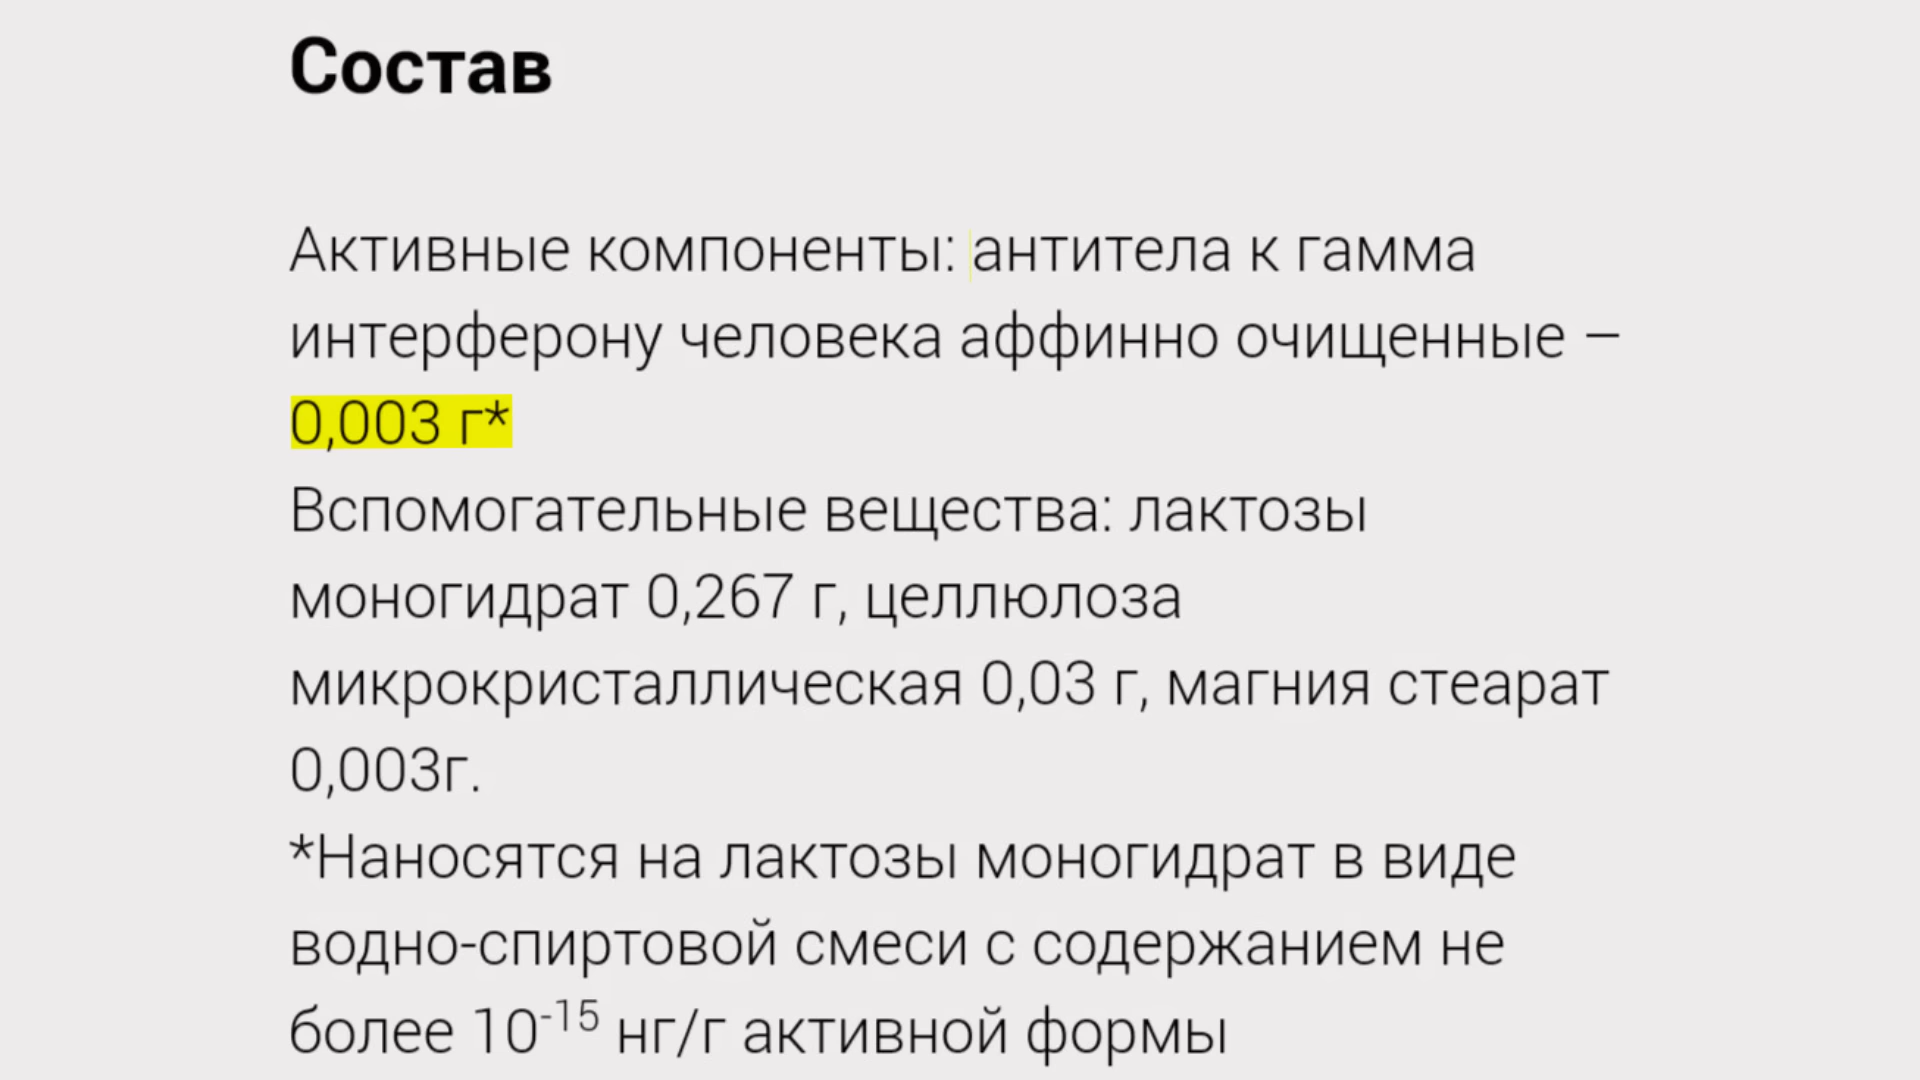 Состав
Активные компоненты: антитела к гамма
интерферону человека аффинно очищенные –
0,003 г*
Вспомогательные вещества: лактозы
моногидрат 0,267 г, целлюлоза
микрокристаллическая 0,03 г, магния стеарат
0,003г.
*Наносятся на лактозы моногидрат в виде
водно-спиртовой смеси с содержанием не
более 10⁻¹⁵ нг/г активной формы